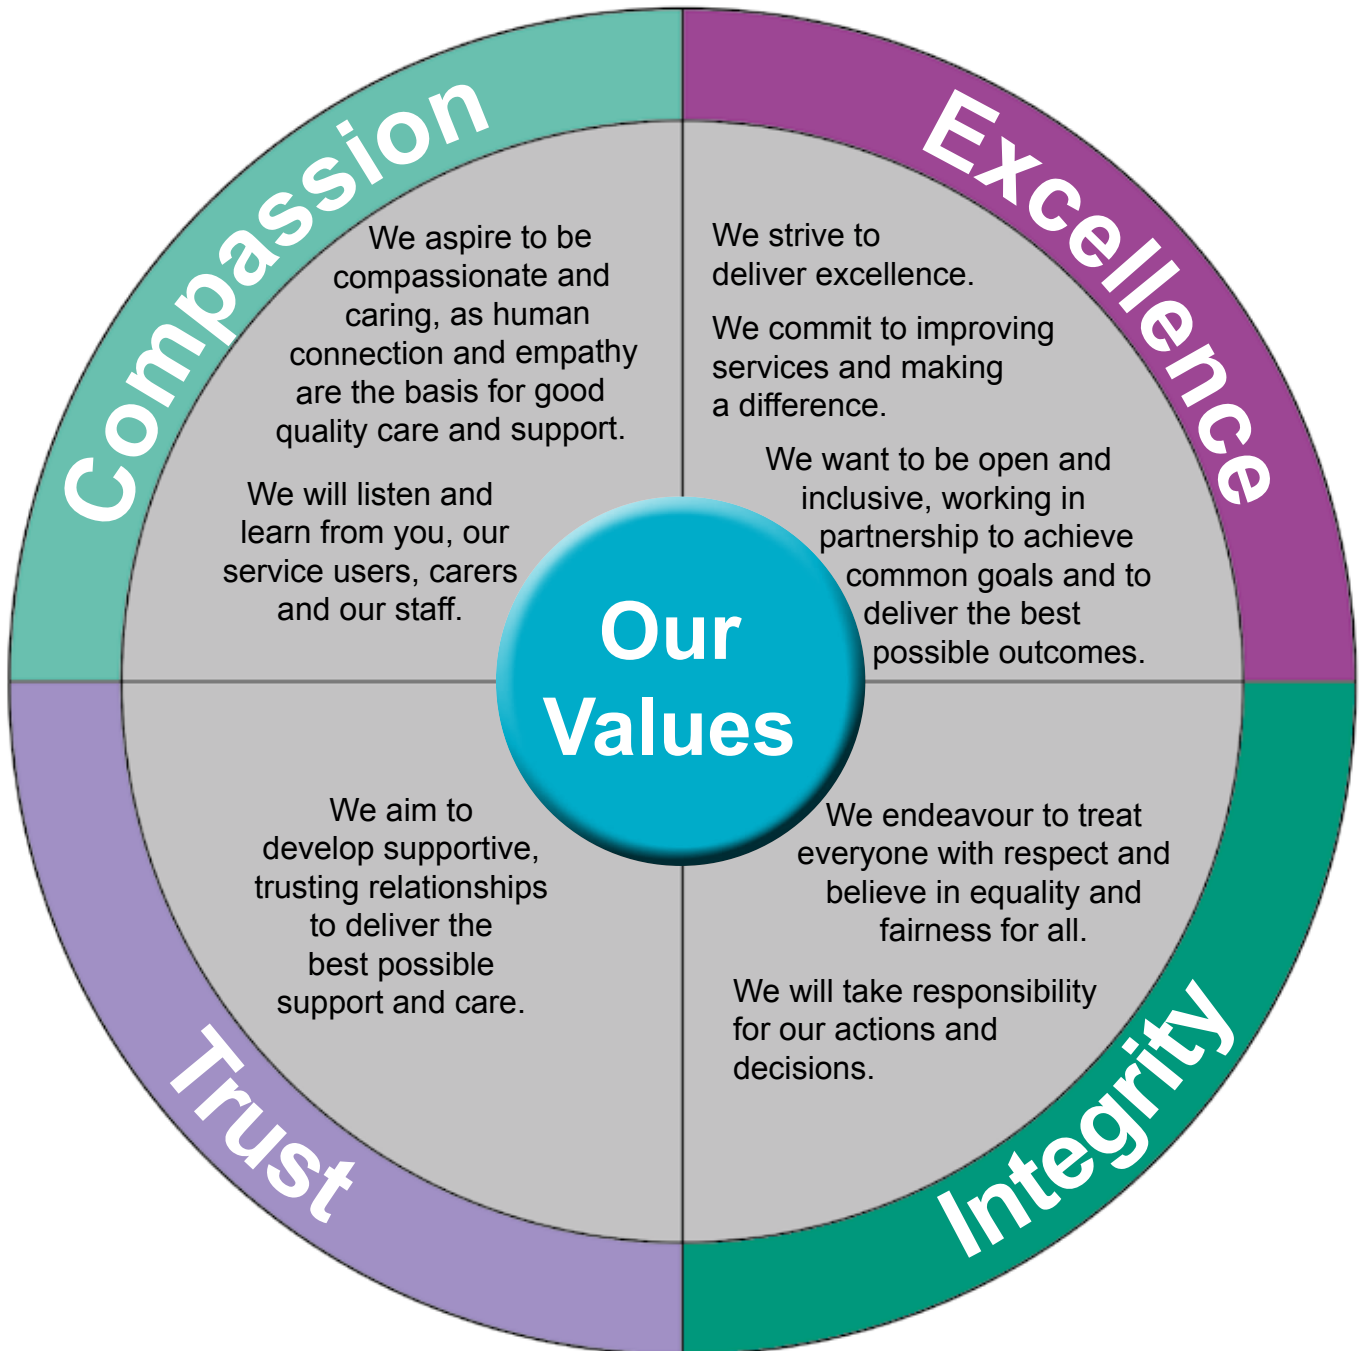 Compassion
We aspire to be
compassionate and
caring, as human
connection and empathy
are the basis for good
quality care and support.
We will listen and
learn from you, our
service users, carers
and our staff.
Excellence
We strive to
deliver excellence.
We commit to improving
services and making
a difference.
We want to be open and
inclusive, working in
partnership to achieve
common goals and to
deliver the best
possible outcomes.
Our
Values
Trust
We aim to
develop supportive,
trusting relationships
to deliver the
best possible
support and care.
Integrity
We endeavour to treat
everyone with respect and
believe in equality and
fairness for all.
We will take responsibility
for our actions and
decisions.